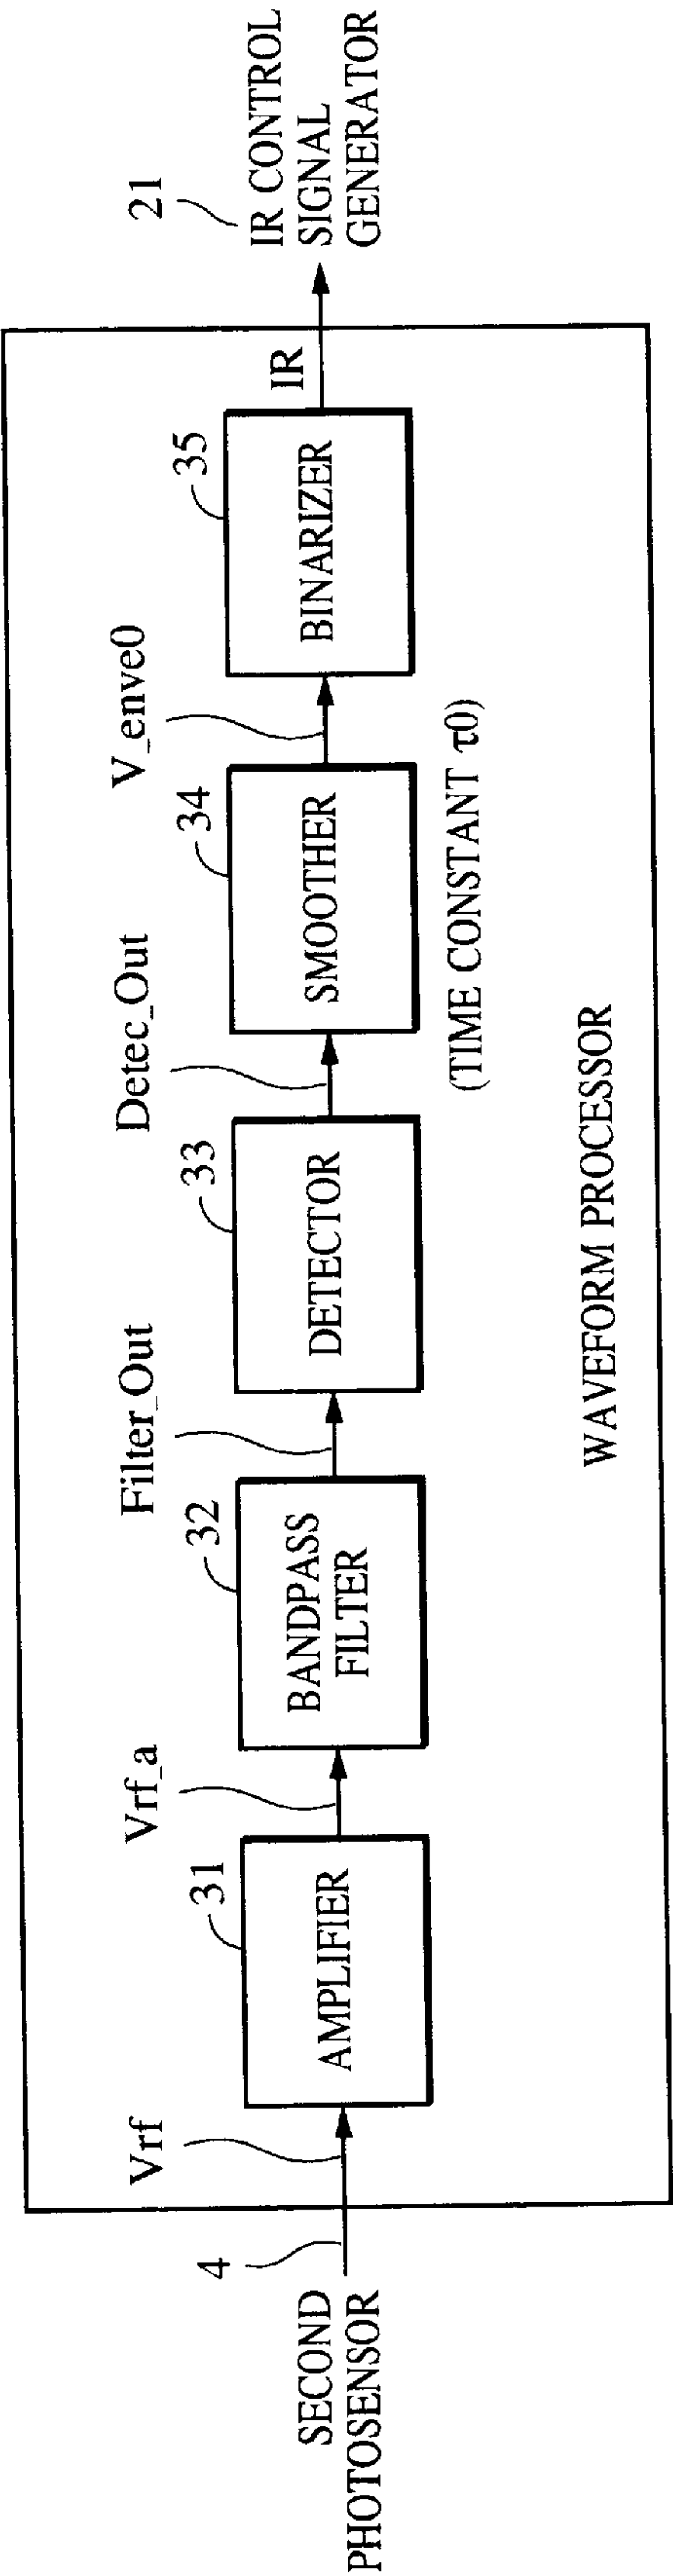 SECOND
PHOTOSENSOR
4
Vrf
31
AMPLIFIER
Vrf_a
32
BANDPASS
FILTER
Filter_Out
33
DETECTOR
Detec_Out
34
SMOOTHER
(TIME CONSTANT τ0)
V_enve0
35
BINARIZER
IR
21
IR CONTROL
SIGNAL
GENERATOR
WAVEFORM PROCESSOR